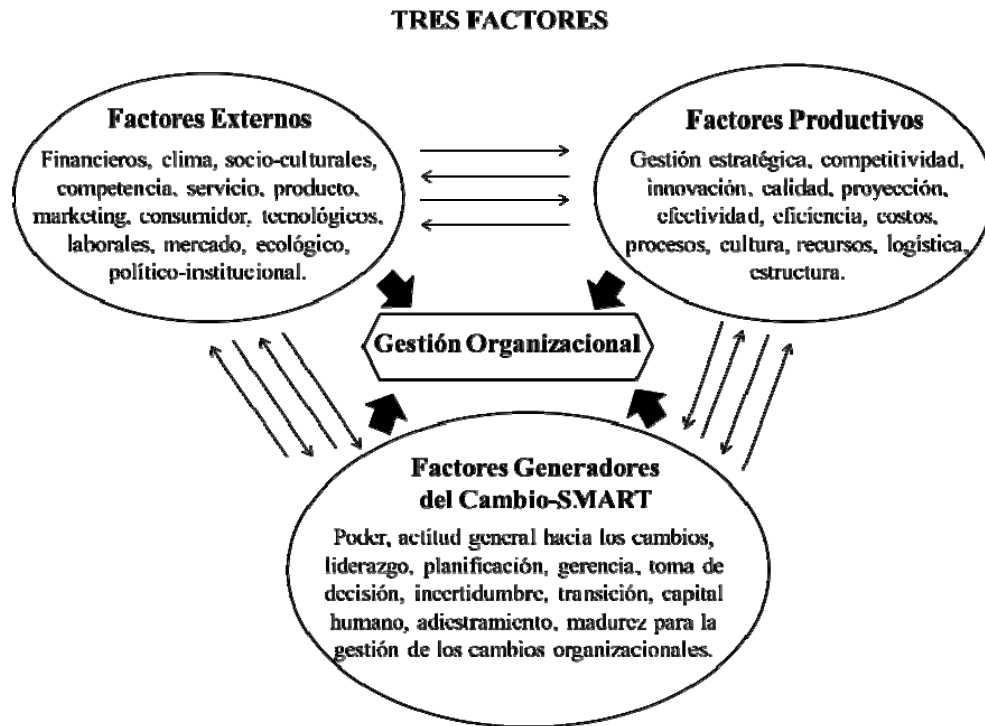 TRES FACTORES
Factores Externos
Financieros, clima, socio-culturales,
competencia, servicio, producto,
marketing, consumidor, tecnológicos,
laborales, mercado, ecológico,
político-institucional.
Factores Productivos
Gestión estratégica, competitividad,
innovación, calidad, proyección,
efectividad, eficiencia, costos,
procesos, cultura, recursos, logística,
estructura.
Gestión Organizacional
Factores Generadores
del Cambio-SMART
Poder, actitud general hacia los cambios,
liderazgo, planificación, gerencia, toma de
decisión, incertidumbre, transición, capital
humano, adiestramiento, madurez para la
gestión de los cambios organizacionales.